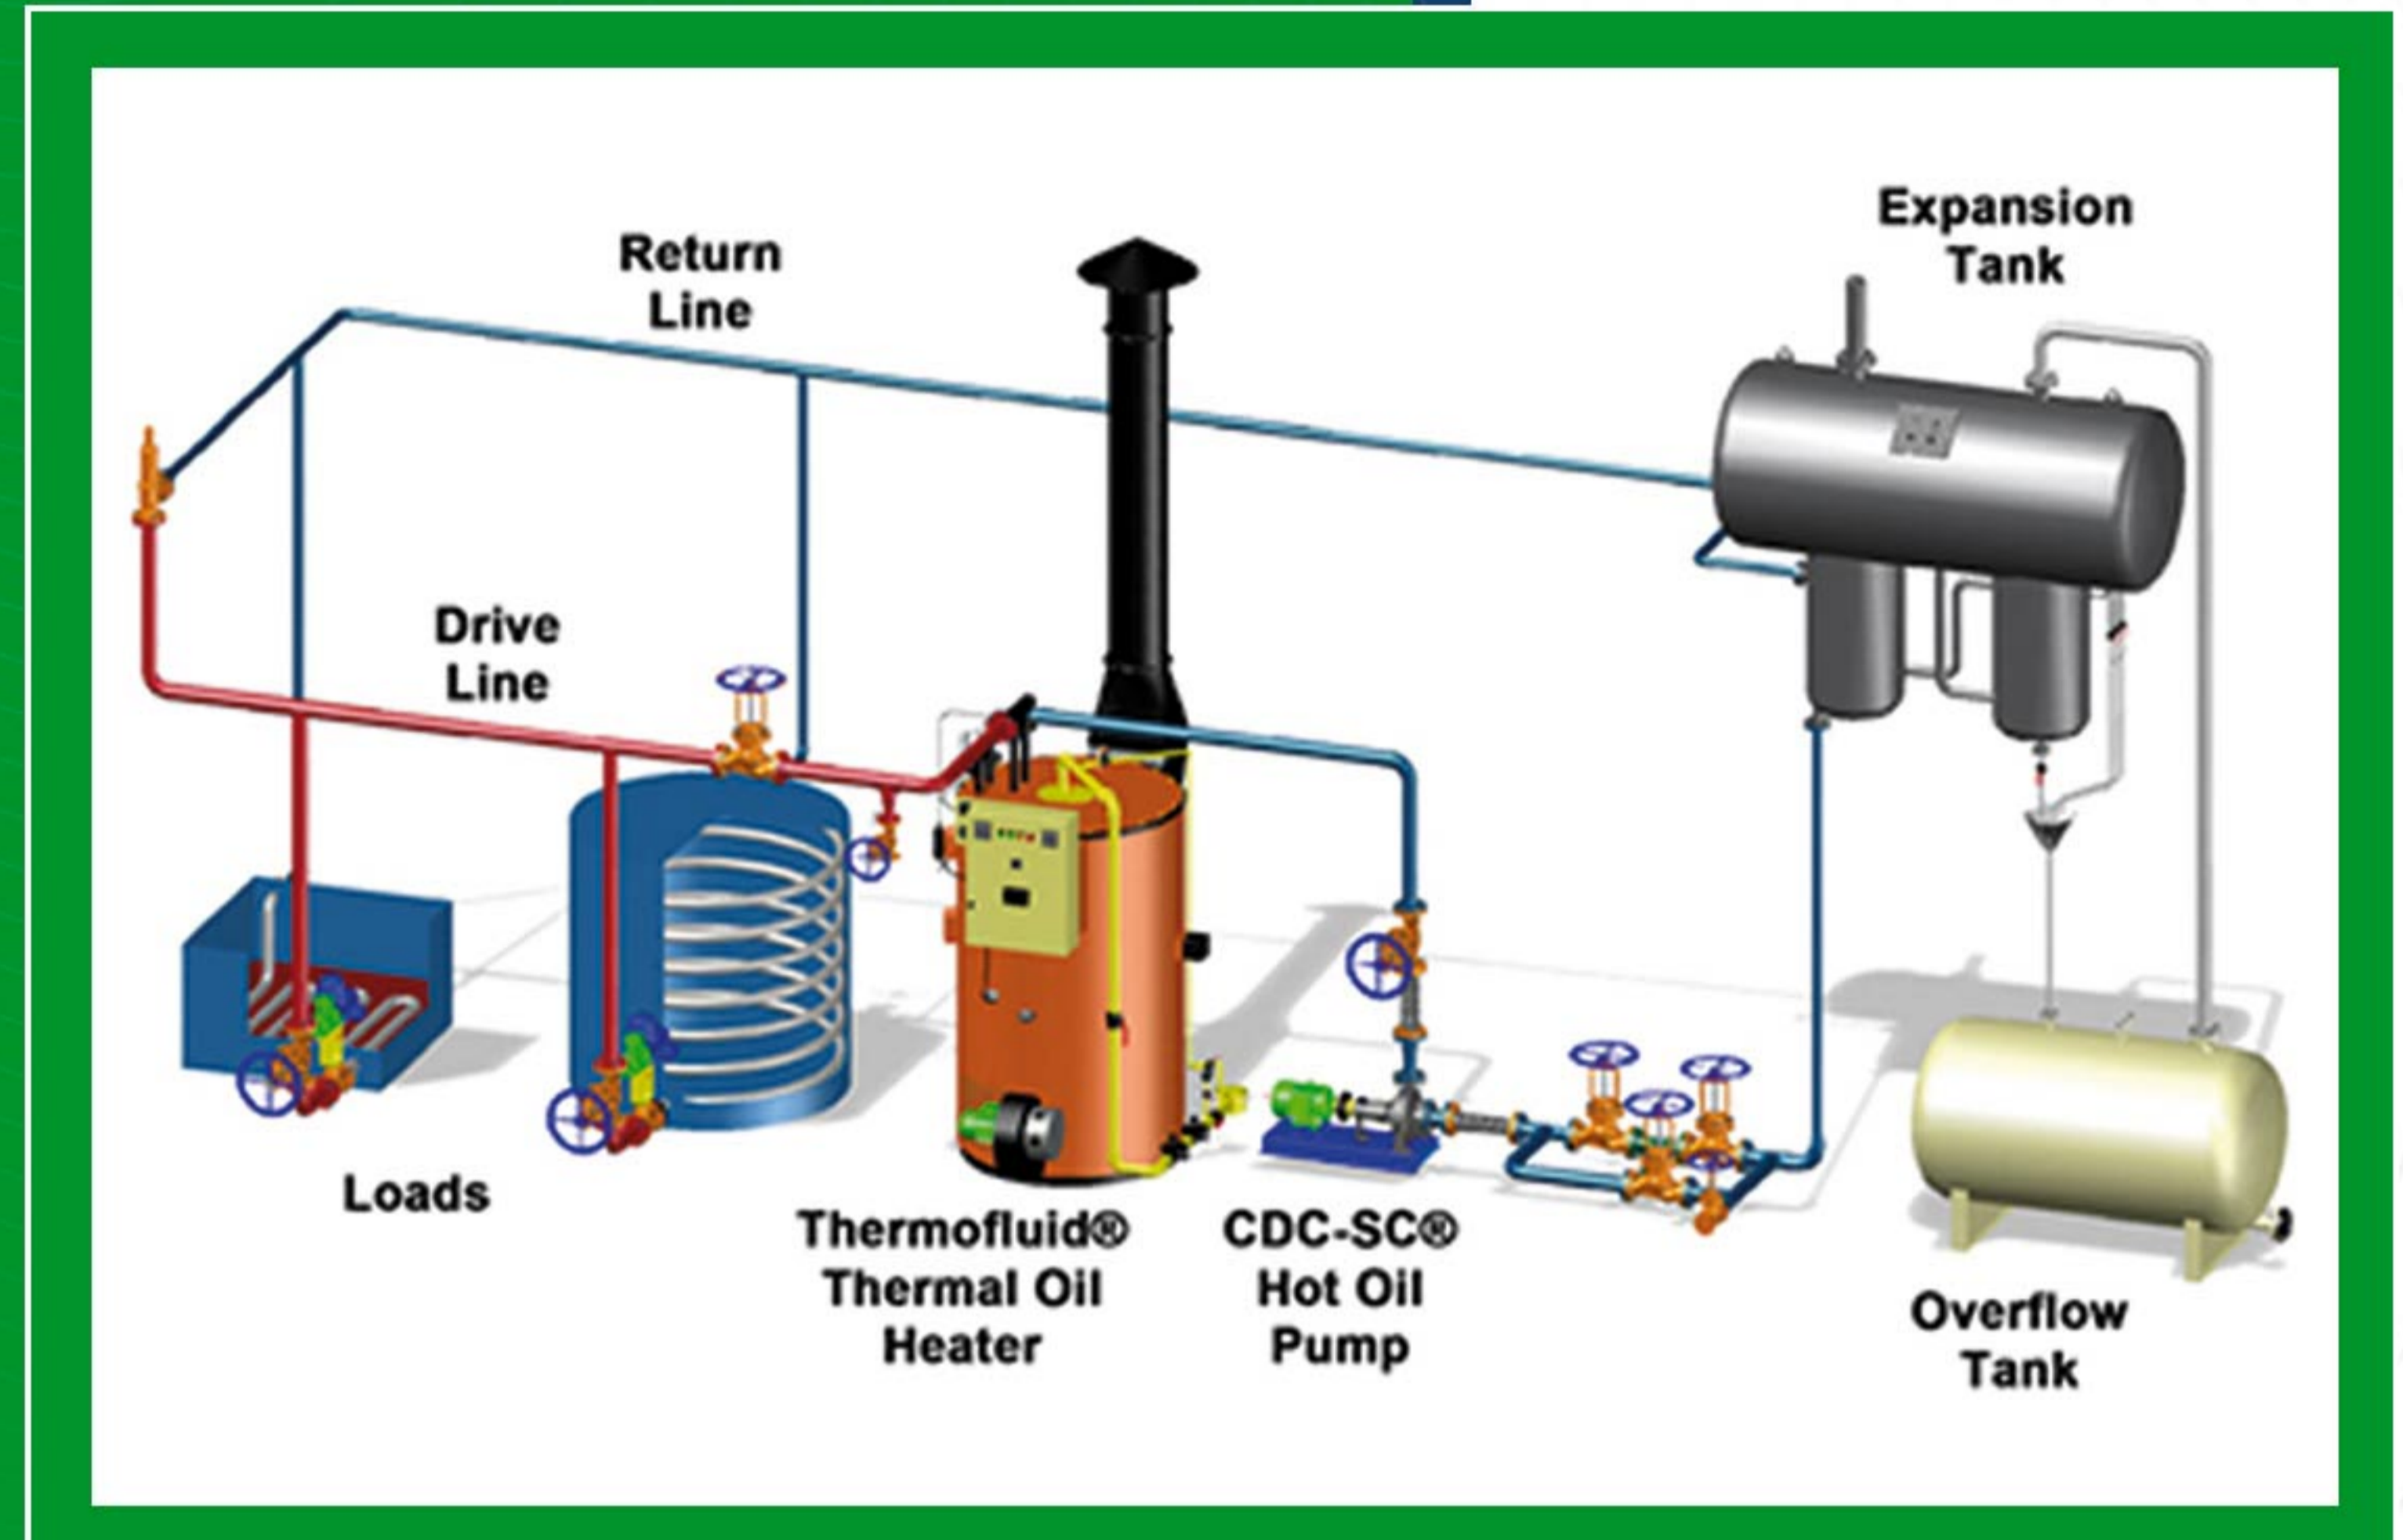 Expansion
Tank
Return
Line
Drive
Line
Loads
Thermofluid®
Thermal Oil
Heater
CDC-SC®
Hot Oil
Pump
Overflow
Tank